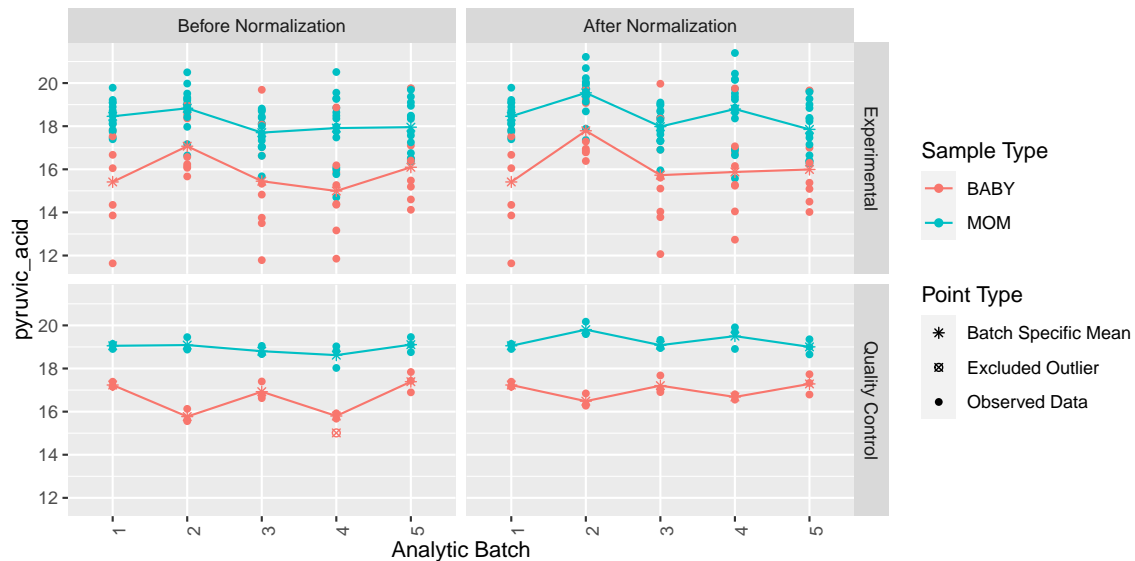 Before Normalization
After Normalization
20
18
16
14
12
Experimental
20
18
16
14
12
Quality Control
pyruvic_acid
1
2
3
4
5
1
2
3
4
5
Analytic Batch
Sample Type
BABY
MOM
Point Type
Batch Specific Mean
Excluded Outlier
Observed Data